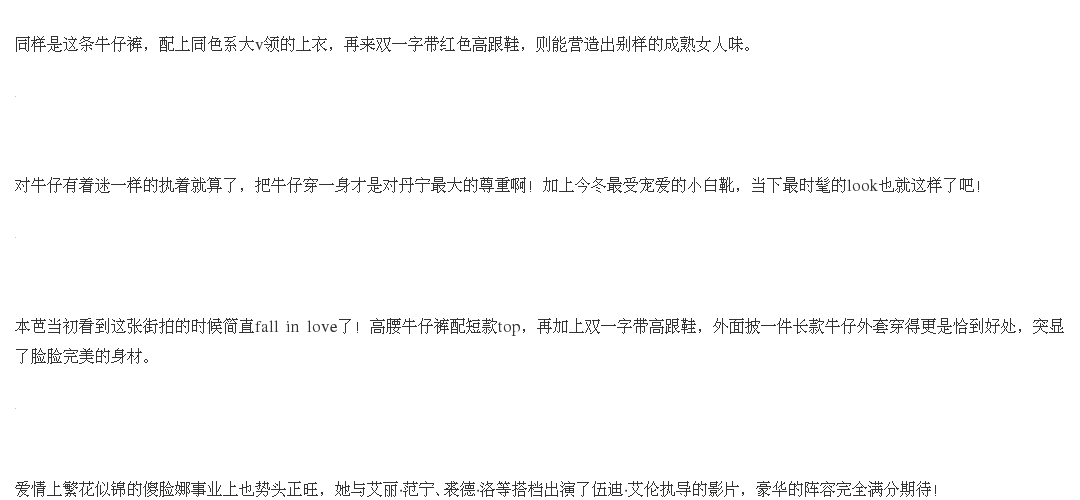 同样是这条牛仔裤，配上同色系大v领的上衣，再来双一字带红色高跟鞋，则能营造出别样的成熟女人味。
对牛仔有着迷一样的执着就算了，把牛仔穿一身才是对丹宁最大的尊重啊！加上今冬最受宠爱的小白靴，当下最时髦的look也就这样了吧！
本芭当初看到这张街拍的时候简直fall in love了！高腰牛仔裤配短款top，再加上双一字带高跟鞋，外面披一件长款牛仔外套穿得更是恰到好处，突显
了脸脸完美的身材。
爱情上繁花似锦的傻脸娜事业上也势头正旺，她与艾丽·范宁、裘德·洛等搭档出演了伍迪·艾伦执导的影片，豪华的阵容完全满分期待！